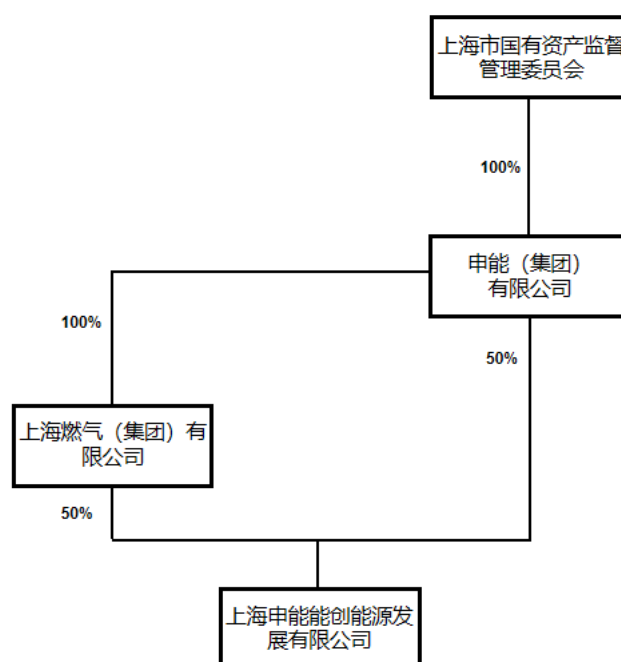 上海市国有资产监督
管理委员会
100%
申能（集团）
有限公司
100%
50%
上海燃气（集团）有
限公司
50%
上海申能能创能源发
展有限公司